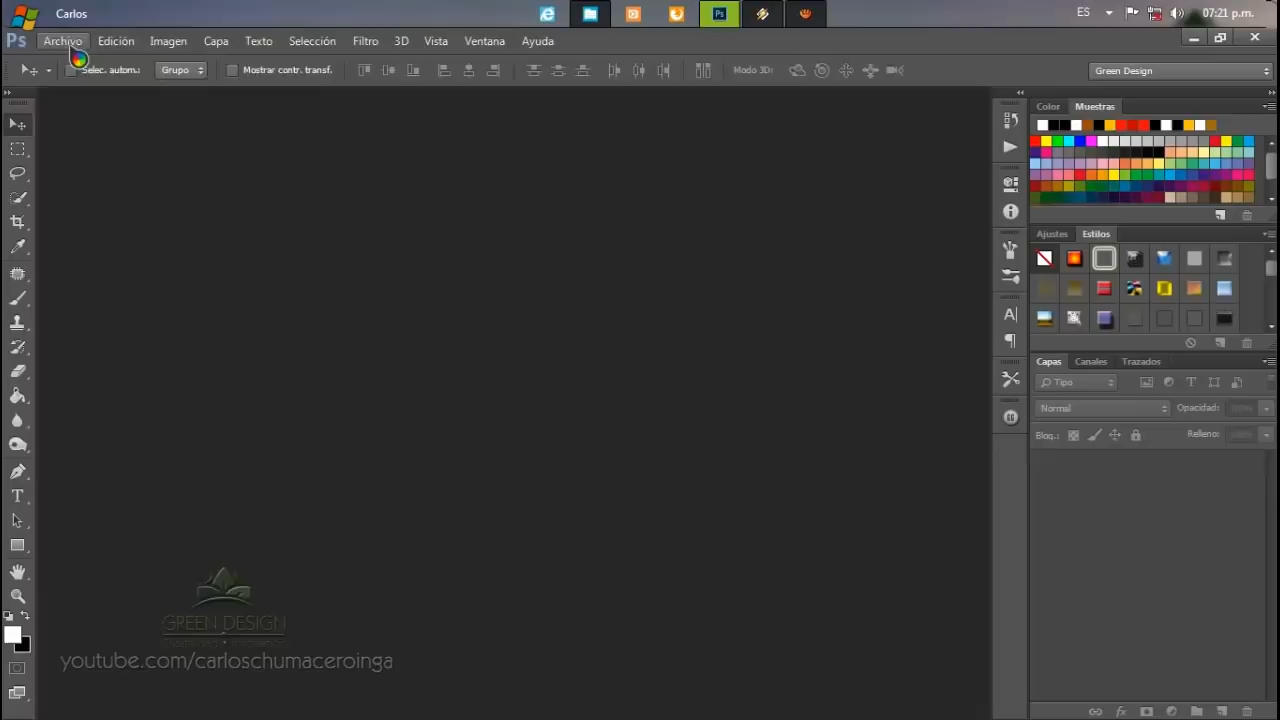 Carlos
ES
07:21 p.m.
Ps
Ps Archivo Edición Imagen Capa Texto Selección Filtro 3D Vista Ventana Ayuda
Selec. autom.: Grupo Mostrar contr. transf. Modo 3D: Green Design
Color Muestras
Ajustes Estilos
Capas Canales Trazados
Tipo
Normal Opacidad:
Bloq.: Relleno:
GREEN DESIGN
youtube.com/carloschumaceroinga